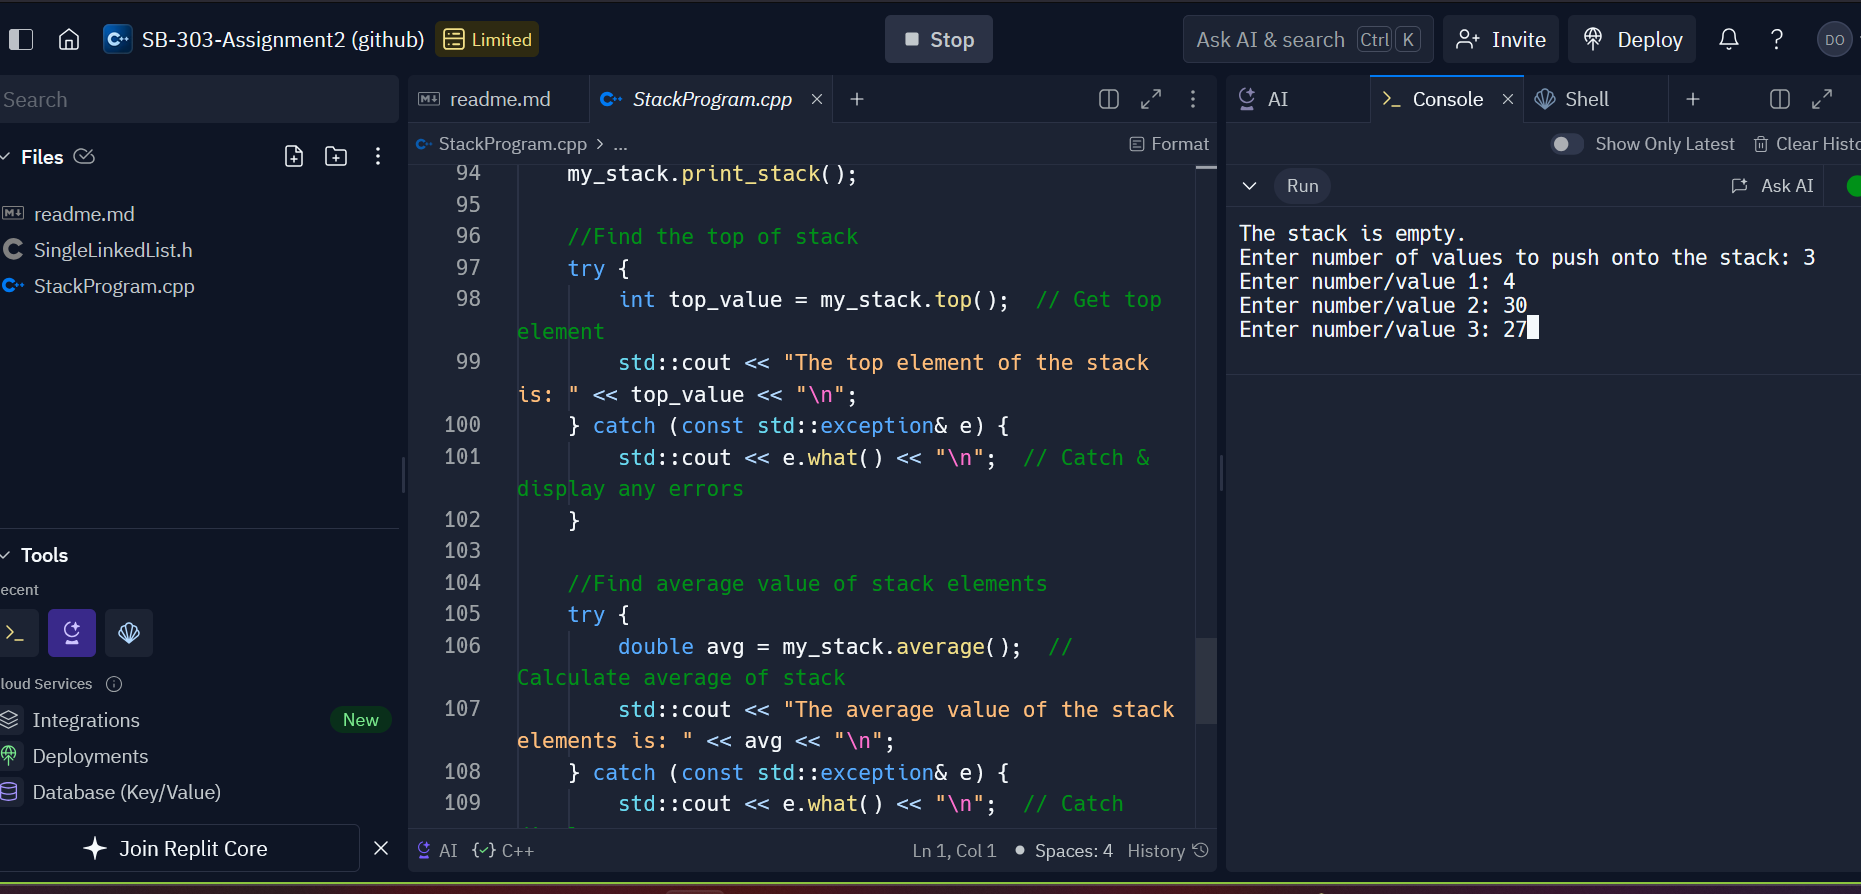 SB-303-Assignment2 (github)
Limited
Stop
Ask AI & search Ctrl K
Invite
Deploy
DO
Search
Files
readme.md
SingleLinkedList.h
StackProgram.cpp
Tools
ecent
loud Services
Integrations New
Deployments
Database (Key/Value)
Join Replit Core
readme.md
StackProgram.cpp
StackProgram.cpp > ...
Format
94 my_stack.print_stack();
95
96 //Find the top of stack
97 try {
98 int top_value = my_stack.top(); // Get top
element
99 std::cout << "The top element of the stack
is: " << top_value << "\n";
100 } catch (const std::exception& e) {
101 std::cout << e.what() << "\n"; // Catch &
display any errors
102 }
103
104 //Find average value of stack elements
105 try {
106 double avg = my_stack.average(); //
Calculate average of stack
107 std::cout << "The average value of the stack
elements is: " << avg << "\n";
108 } catch (const std::exception& e) {
109 std::cout << e.what() << "\n"; // Catch
AI C++
Ln 1, Col 1 Spaces: 4 History
AI
Console
Shell
Show Only Latest Clear Histo
Run
Ask AI
The stack is empty.
Enter number of values to push onto the stack: 3
Enter number/value 1: 4
Enter number/value 2: 30
Enter number/value 3: 27